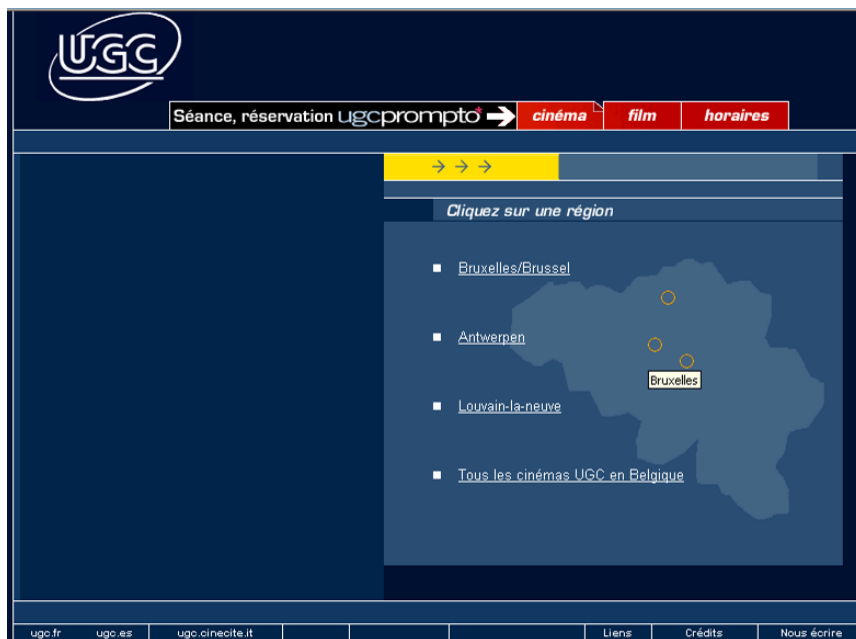 UGC
Séance, réservation ugcprompto*
cinéma
film
horaires
Cliquez sur une région
Bruxelles/Brussel
Antwerpen
Bruxelles
Louvain-la-neuve
Tous les cinémas UGC en Belgique
ugc.fr ugc.es ugc.cinecite.it Liens Crédits Nous écrire